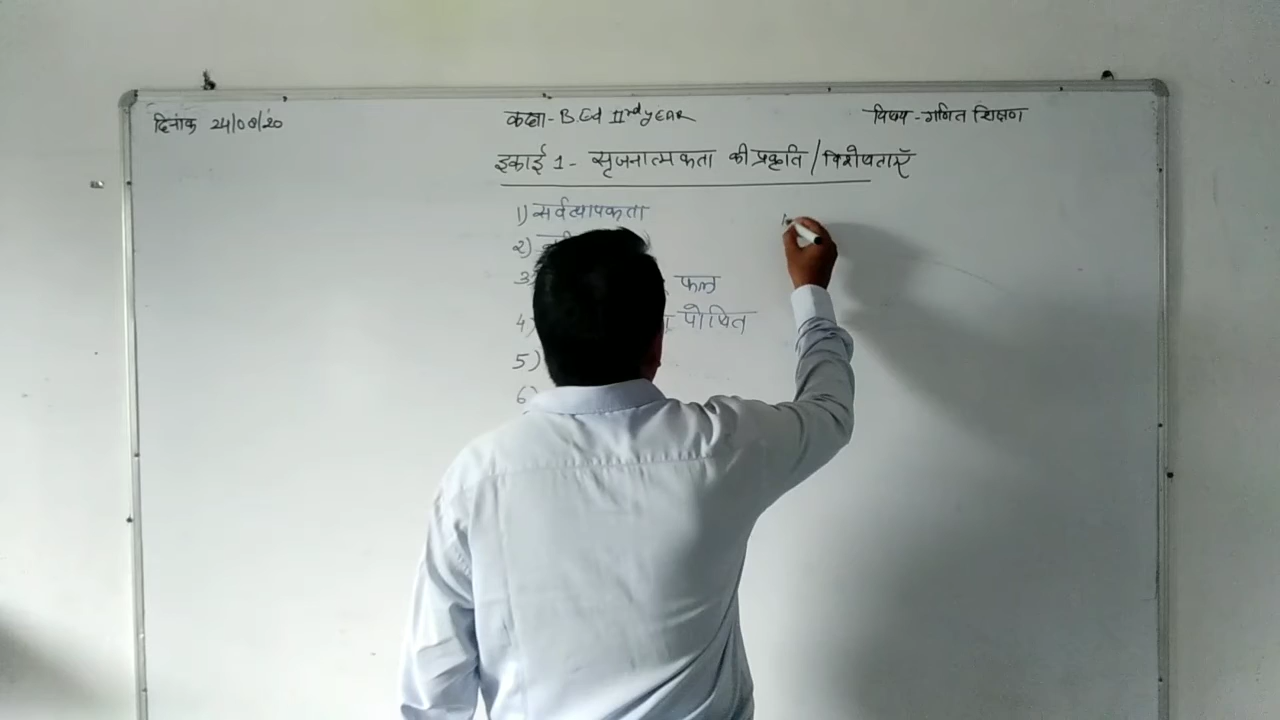 दिनांक 24/08/20
कक्षा- B.Ed IInd YEAR
विषय - गणित शिक्षण
इकाई 1 - सृजनात्मकता की प्रकृति / विशेषताएँ
1) सर्वव्यापकता
2)
3) फल
4) पोषित
5)
6)